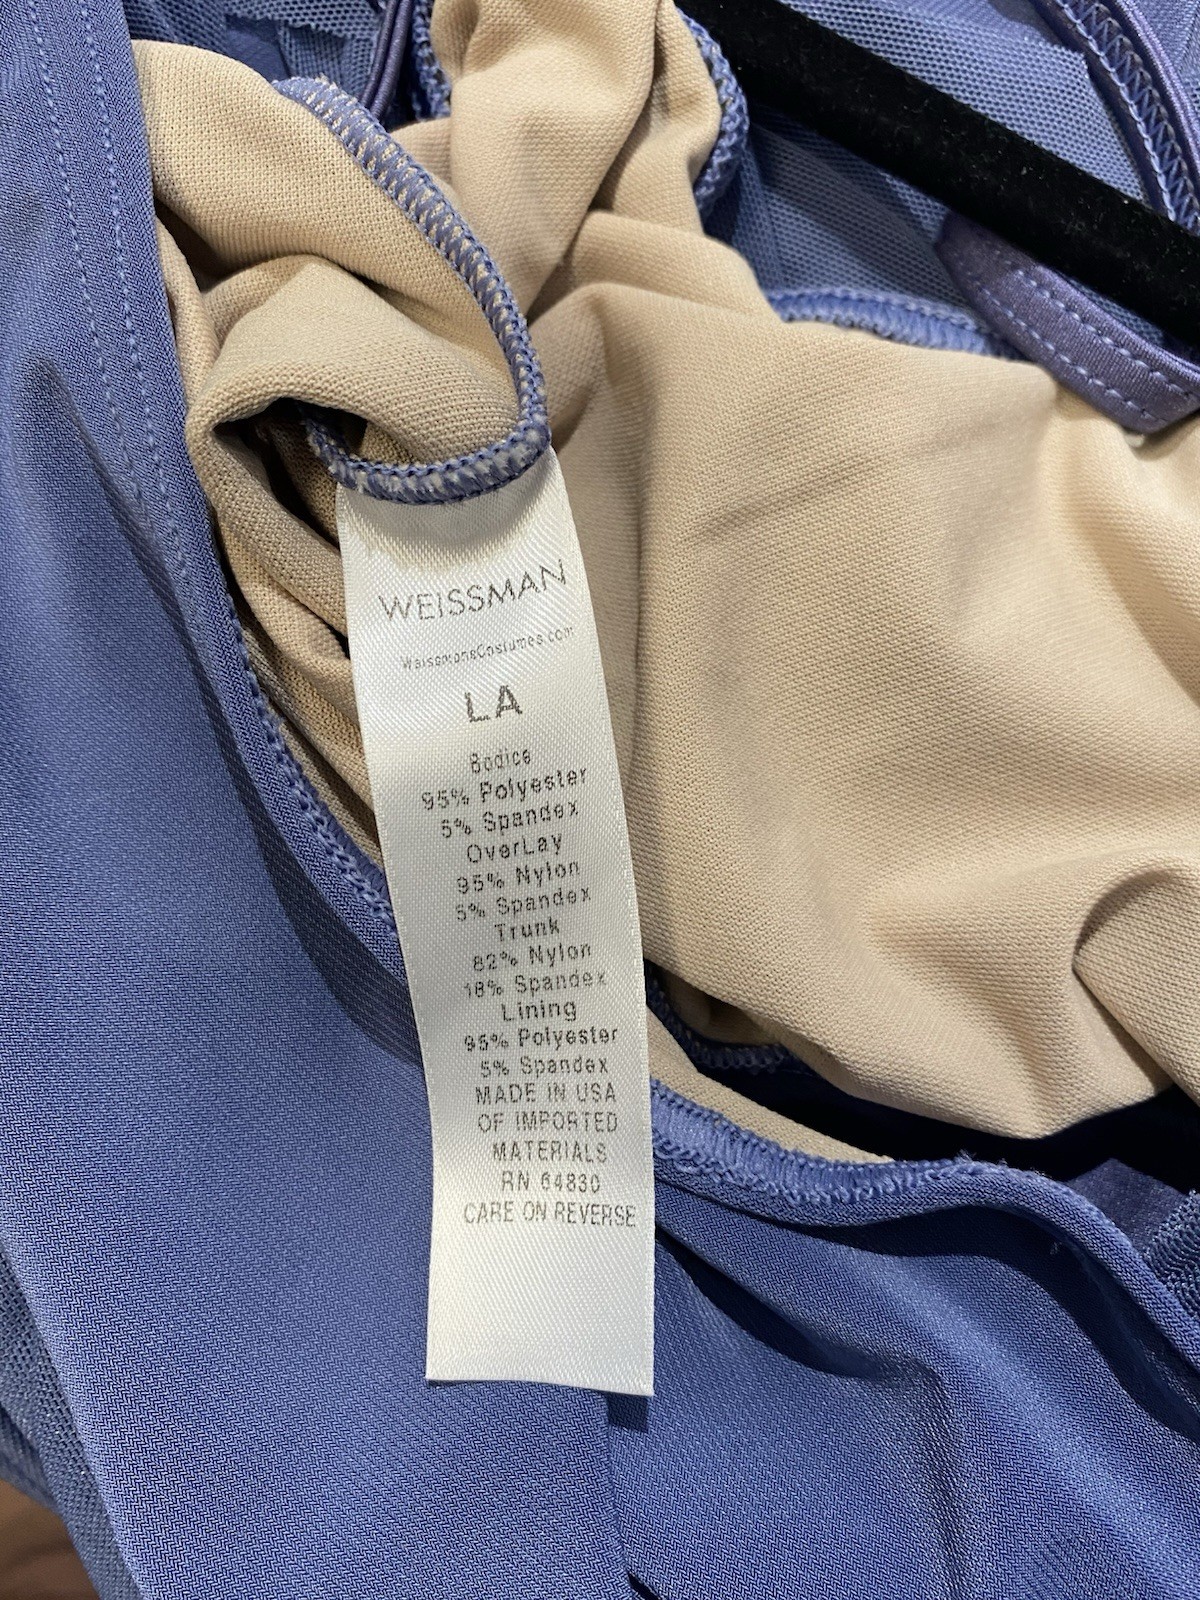 WEISSMAN
WeissmansCostumes.com
LA
Bodice
95% Polyester
5% Spandex
OverLay
95% Nylon
5% Spandex
Trunk
82% Nylon
18% Spandex
Lining
95% Polyester
5% Spandex
MADE IN USA
OF IMPORTED
MATERIALS
RN 64830
CARE ON REVERSE